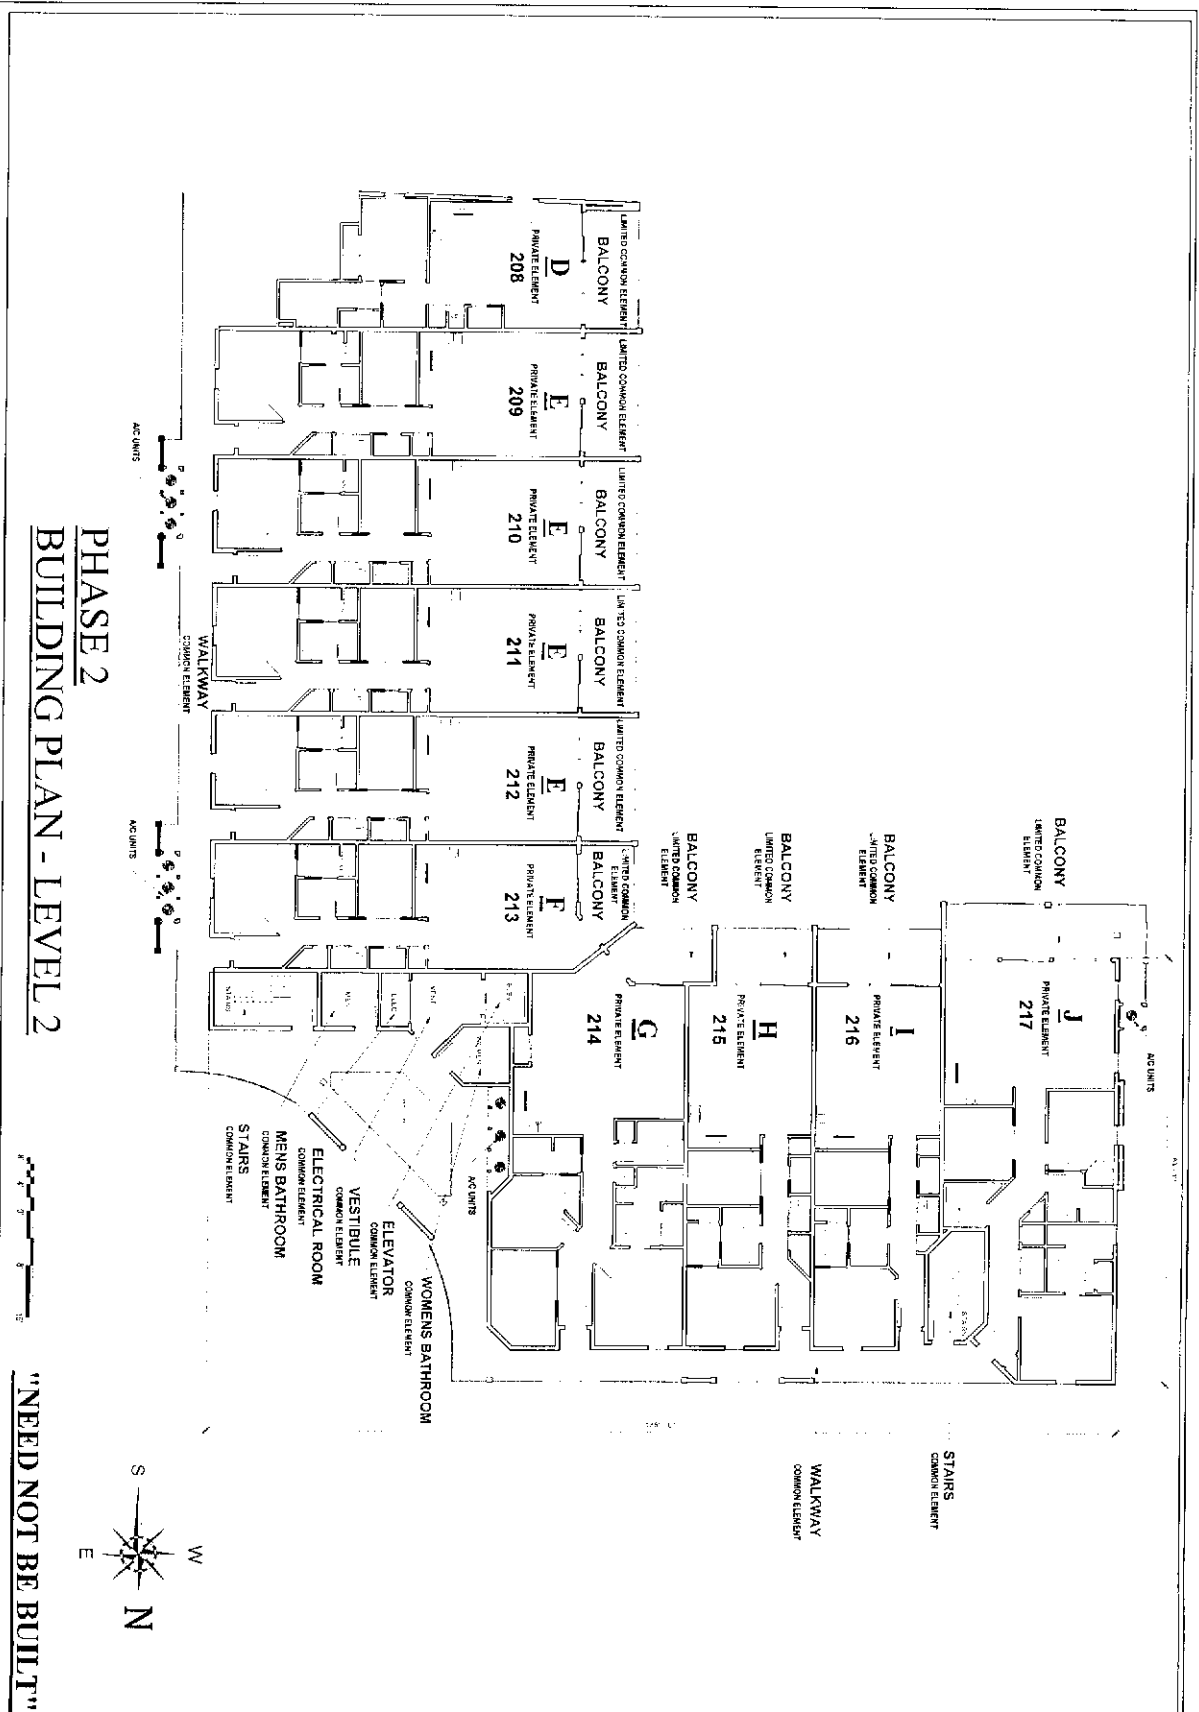 LIMITED COMMON ELEMENT
BALCONY
D
PRIVATE ELEMENT
208
LIMITED COMMON ELEMENT
BALCONY
E
PRIVATE ELEMENT
209
LIMITED COMMON ELEMENT
BALCONY
E
PRIVATE ELEMENT
210
LIMITED COMMON ELEMENT
BALCONY
E
PRIVATE ELEMENT
211
LIMITED COMMON ELEMENT
BALCONY
E
PRIVATE ELEMENT
212
LIMITED COMMON
ELEMENT
BALCONY
F
PRIVATE ELEMENT
213
BALCONY
LIMITED COMMON
ELEMENT
G
PRIVATE ELEMENT
214
BALCONY
LIMITED COMMON
ELEMENT
H
PRIVATE ELEMENT
215
BALCONY
LIMITED COMMON
ELEMENT
I
PRIVATE ELEMENT
216
BALCONY
LIMITED COMMON
ELEMENT
J
PRIVATE ELEMENT
217
A/C UNITS
A/C UNITS
A/C UNITS
A/C UNITS
WALKWAY
COMMON ELEMENT
STAIRS
ELEC
VEST
STAIRS
STAIRS
COMMON ELEMENT
MENS BATHROOM
COMMON ELEMENT
ELECTRICAL ROOM
COMMON ELEMENT
VESTIBULE
COMMON ELEMENT
ELEVATOR
COMMON ELEMENT
WOMENS BATHROOM
COMMON ELEMENT
STAIRS
COMMON ELEMENT
WALKWAY
COMMON ELEMENT
PHASE 2
BUILDING PLAN - LEVEL 2
S
W
E
N
"NEED NOT BE BUILT"